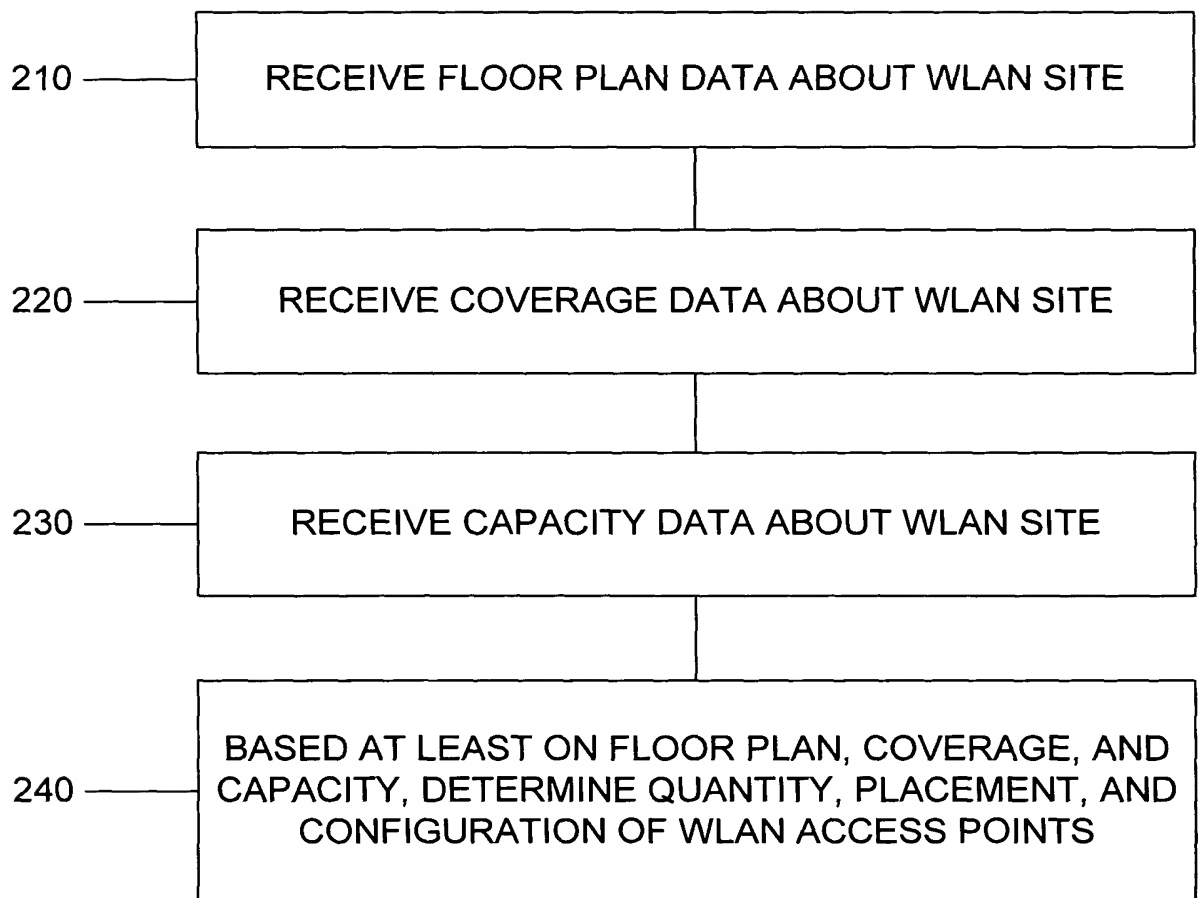 210
RECEIVE FLOOR PLAN DATA ABOUT WLAN SITE
220
RECEIVE COVERAGE DATA ABOUT WLAN SITE
230
RECEIVE CAPACITY DATA ABOUT WLAN SITE
240
BASED AT LEAST ON FLOOR PLAN, COVERAGE, AND
CAPACITY, DETERMINE QUANTITY, PLACEMENT, AND
CONFIGURATION OF WLAN ACCESS POINTS